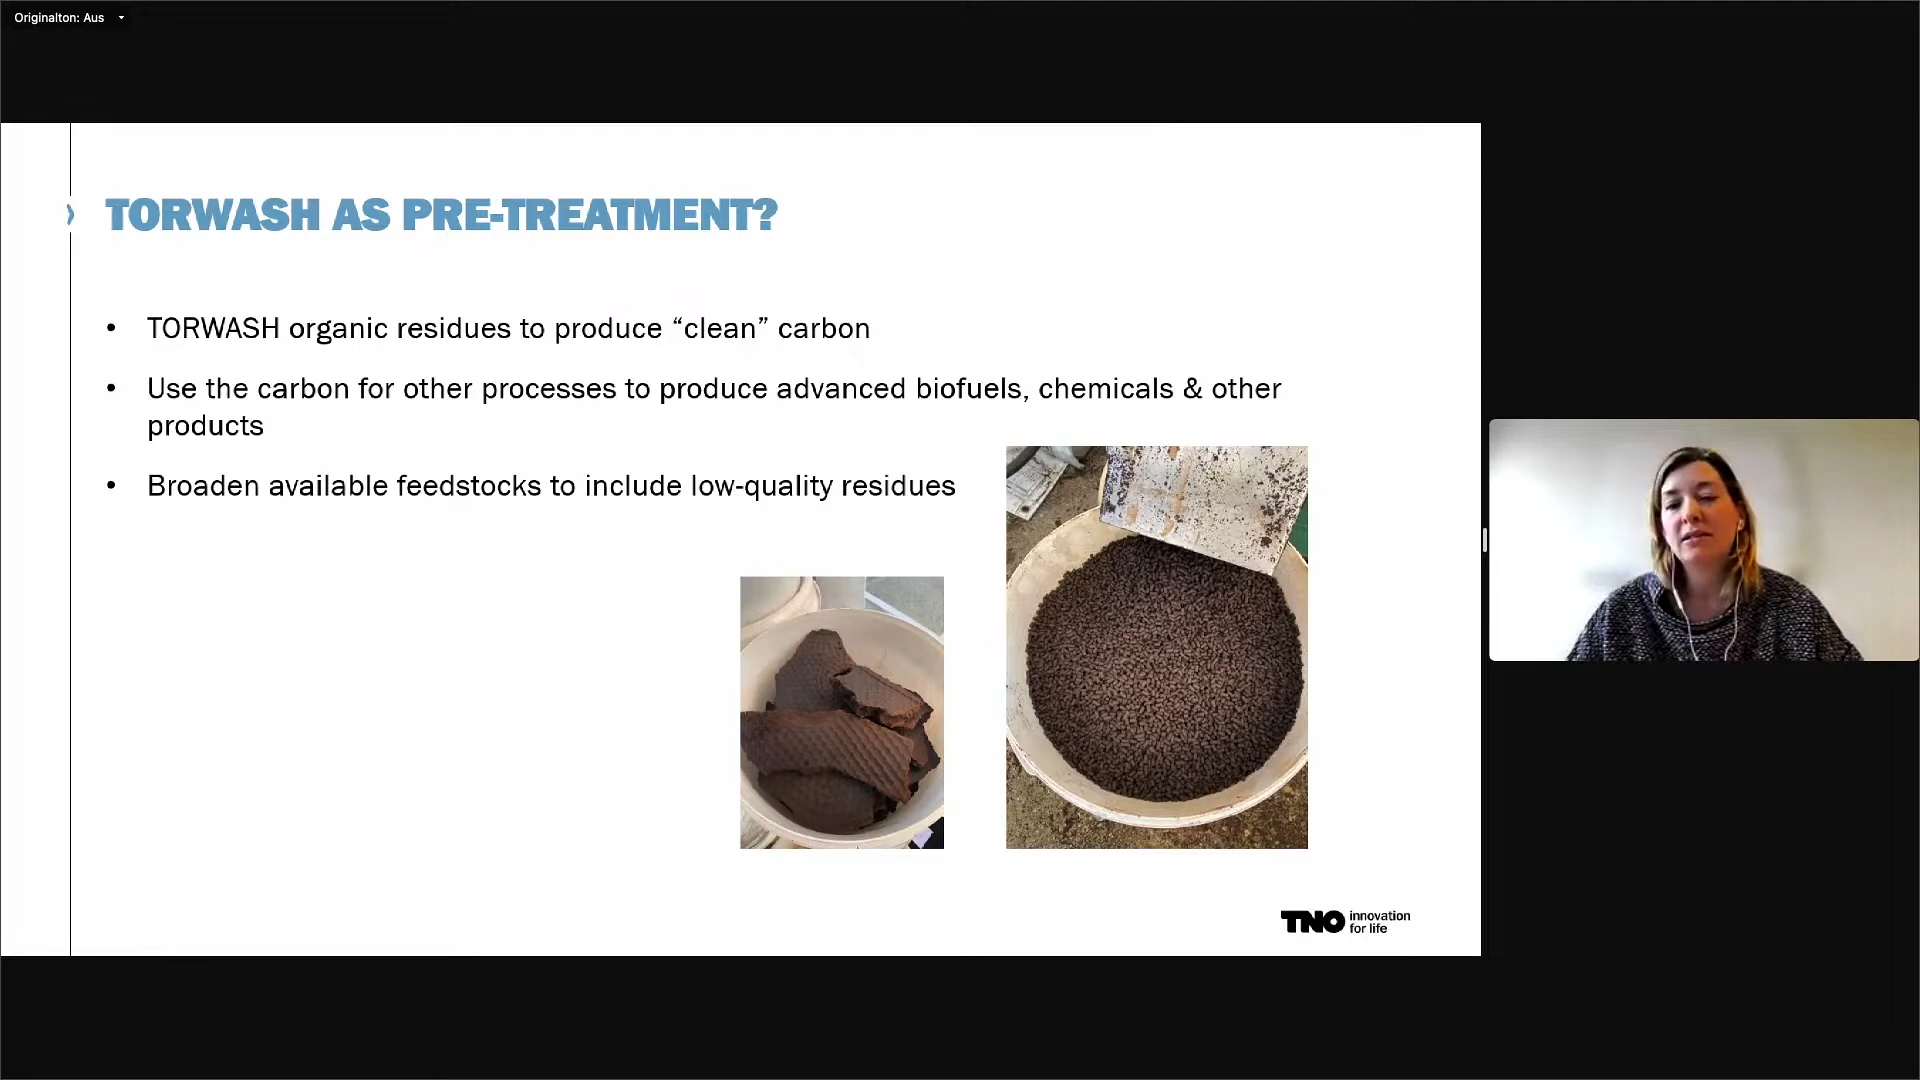 Originalton: Aus
TORWASH AS PRE-TREATMENT?
• TORWASH organic residues to produce “clean” carbon
• Use the carbon for other processes to produce advanced biofuels, chemicals & other
products
• Broaden available feedstocks to include low-quality residues
TNO innovation
for life